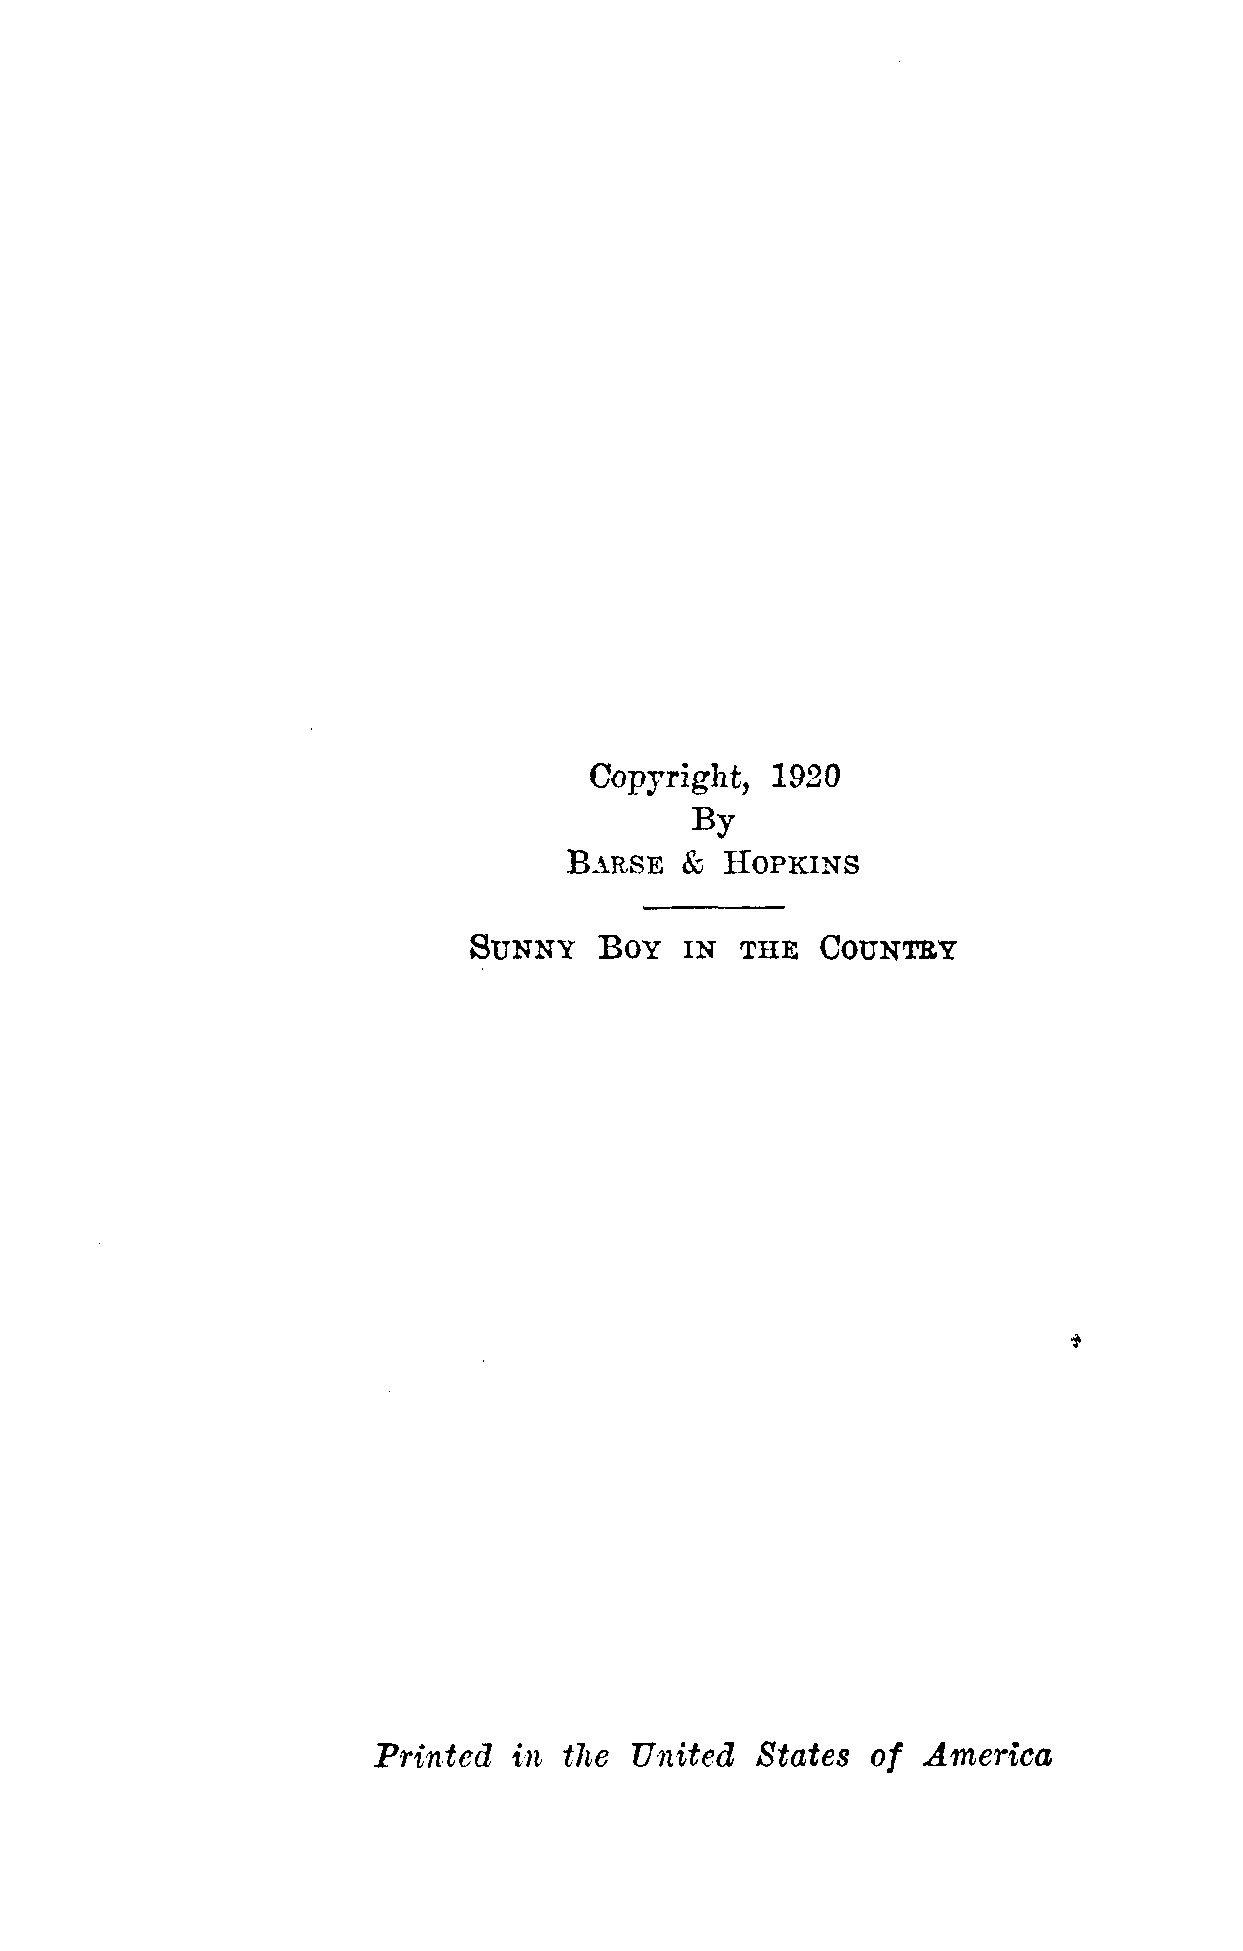 Copyright, 1920
By
BARSE & HOPKINS
SUNNY BOY IN THE COUNTRY
Printed in the United States of America